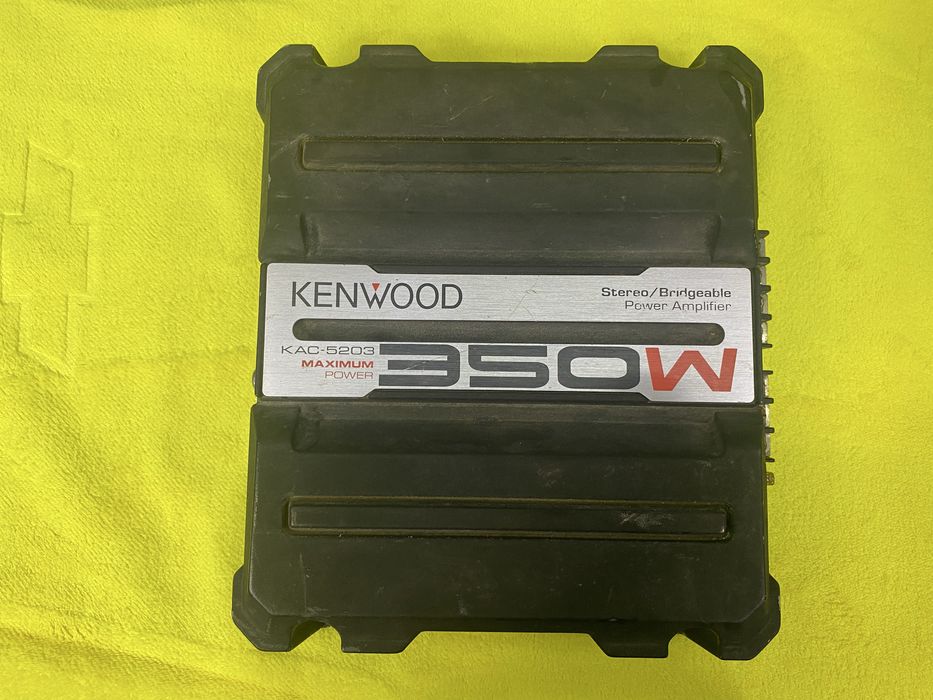 KENWOOD
Stereo/Bridgeable
Power Amplifier
KAC-5203
MAXIMUM
POWER
350W